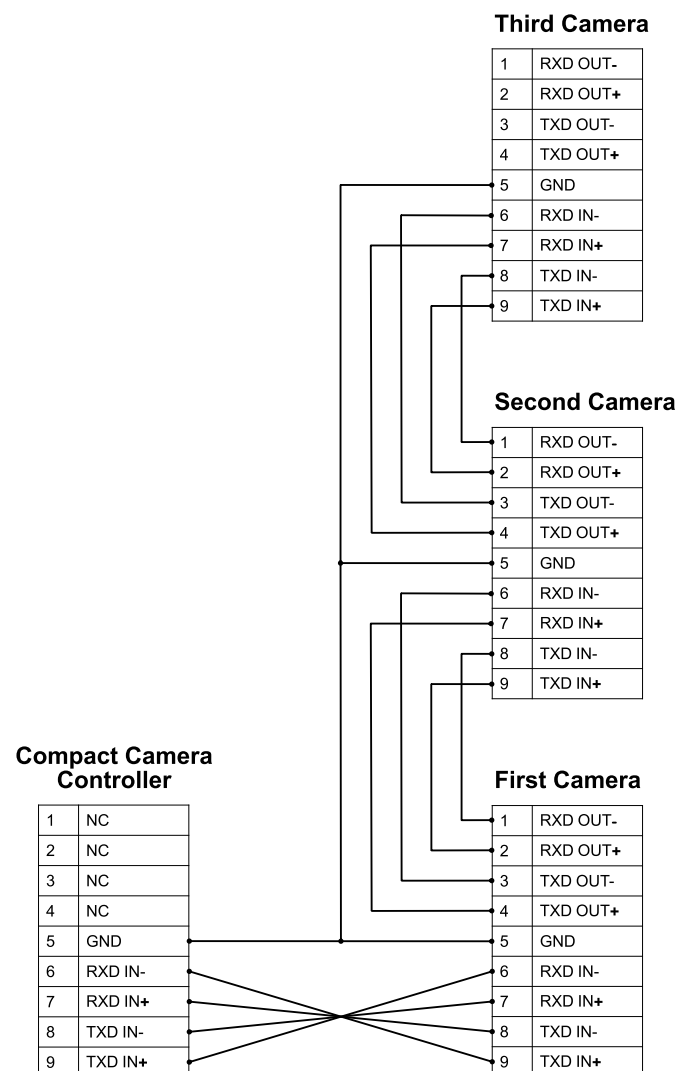 Third Camera
1 RXD OUT-
2 RXD OUT+
3 TXD OUT-
4 TXD OUT+
5 GND
6 RXD IN-
7 RXD IN+
8 TXD IN-
9 TXD IN+
Second Camera
1 RXD OUT-
2 RXD OUT+
3 TXD OUT-
4 TXD OUT+
5 GND
6 RXD IN-
7 RXD IN+
8 TXD IN-
9 TXD IN+
Compact Camera
Controller
1 NC
2 NC
3 NC
4 NC
5 GND
6 RXD IN-
7 RXD IN+
8 TXD IN-
9 TXD IN+
First Camera
1 RXD OUT-
2 RXD OUT+
3 TXD OUT-
4 TXD OUT+
5 GND
6 RXD IN-
7 RXD IN+
8 TXD IN-
9 TXD IN+